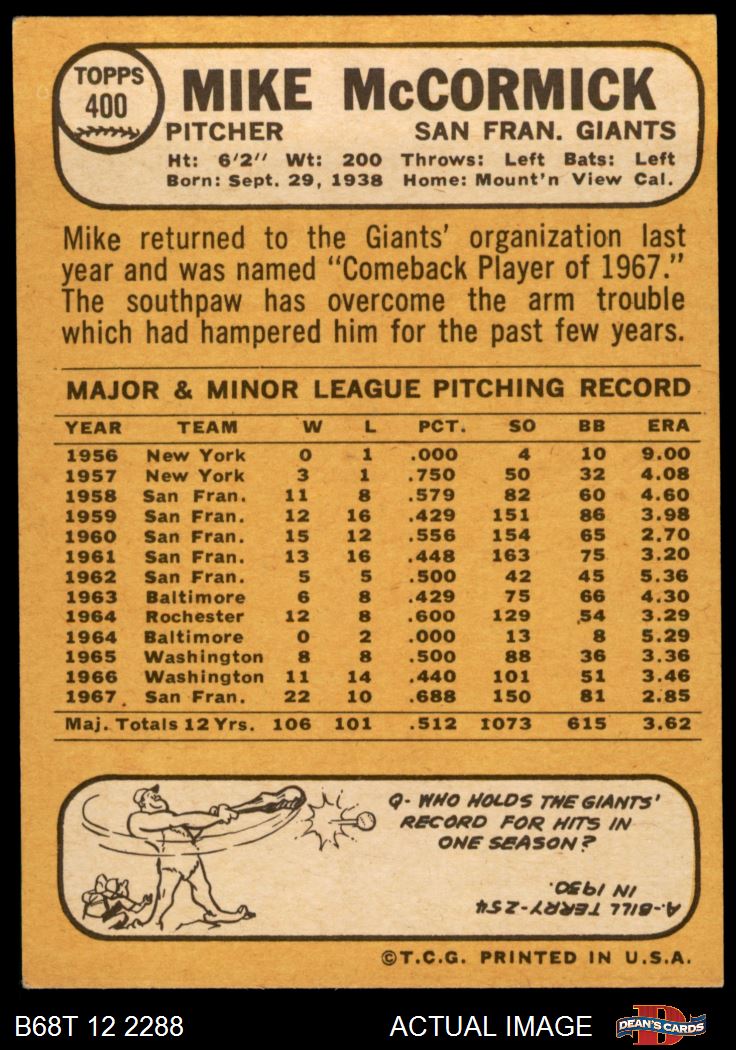 TOPPS
400
MIKE McCORMICK
PITCHER SAN FRAN. GIANTS
Ht: 6'2" Wt: 200 Throws: Left Bats: Left
Born: Sept. 29, 1938 Home: Mount'n View Cal.
Mike returned to the Giants' organization last
year and was named "Comeback Player of 1967."
The southpaw has overcome the arm trouble
which had hampered him for the past few years.
MAJOR & MINOR LEAGUE PITCHING RECORD
YEAR TEAM W L PCT. SO BB ERA
1956 New York 0 1 .000 4 10 9.00
1957 New York 3 1 .750 50 32 4.08
1958 San Fran. 11 8 .579 82 60 4.60
1959 San Fran. 12 16 .429 151 86 3.98
1960 San Fran. 15 12 .556 154 65 2.70
1961 San Fran. 13 16 .448 163 75 3.20
1962 San Fran. 5 5 .500 42 45 5.36
1963 Baltimore 6 8 .429 75 66 4.30
1964 Rochester 12 8 .600 129 54 3.29
1964 Baltimore 0 2 .000 13 8 5.29
1965 Washington 8 8 .500 88 36 3.36
1966 Washington 11 14 .440 101 51 3.46
1967 San Fran. 22 10 .688 150 81 2.85
Maj. Totals 12 Yrs. 106 101 .512 1073 615 3.62
Q- WHO HOLDS THE GIANTS'
RECORD FOR HITS IN
ONE SEASON?
A-BILL TERRY-254
IN 1930.
©T.C.G. PRINTED IN U.S.A.
B68T 12 2288 ACTUAL IMAGE DEAN'S CARDS